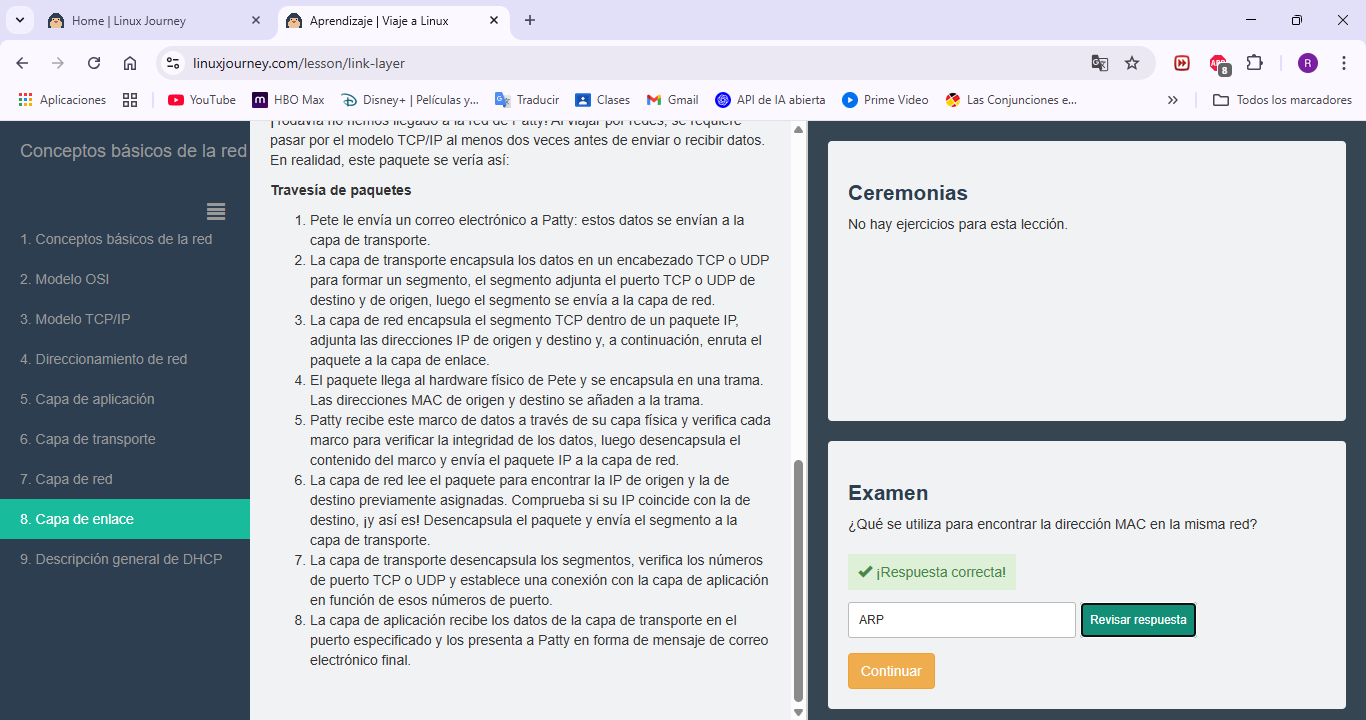 Home | Linux Journey
Aprendizaje | Viaje a Linux
linuxjourney.com/lesson/link-layer
8
R
Aplicaciones
YouTube
HBO Max
Disney+ | Películas y...
Traducir
Clases
Gmail
API de IA abierta
Prime Video
Las Conjunciones e...
Todos los marcadores
Conceptos básicos de la red
1. Conceptos básicos de la red
2. Modelo OSI
3. Modelo TCP/IP
4. Direccionamiento de red
5. Capa de aplicación
6. Capa de transporte
7. Capa de red
8. Capa de enlace
9. Descripción general de DHCP
¡Todavía no hemos llegado a la red de Patty! Al viajar por redes, se requiere
pasar por el modelo TCP/IP al menos dos veces antes de enviar o recibir datos.
En realidad, este paquete se vería así:
Travesía de paquetes
1. Pete le envía un correo electrónico a Patty: estos datos se envían a la
capa de transporte.
2. La capa de transporte encapsula los datos en un encabezado TCP o UDP
para formar un segmento, el segmento adjunta el puerto TCP o UDP de
destino y de origen, luego el segmento se envía a la capa de red.
3. La capa de red encapsula el segmento TCP dentro de un paquete IP,
adjunta las direcciones IP de origen y destino y, a continuación, enruta el
paquete a la capa de enlace.
4. El paquete llega al hardware físico de Pete y se encapsula en una trama.
Las direcciones MAC de origen y destino se añaden a la trama.
5. Patty recibe este marco de datos a través de su capa física y verifica cada
marco para verificar la integridad de los datos, luego desencapsula el
contenido del marco y envía el paquete IP a la capa de red.
6. La capa de red lee el paquete para encontrar la IP de origen y la de
destino previamente asignadas. Comprueba si su IP coincide con la de
destino, ¡y así es! Desencapsula el paquete y envía el segmento a la
capa de transporte.
7. La capa de transporte desencapsula los segmentos, verifica los números
de puerto TCP o UDP y establece una conexión con la capa de aplicación
en función de esos números de puerto.
8. La capa de aplicación recibe los datos de la capa de transporte en el
puerto especificado y los presenta a Patty en forma de mensaje de correo
electrónico final.
Ceremonias
No hay ejercicios para esta lección.
Examen
¿Qué se utiliza para encontrar la dirección MAC en la misma red?
¡Respuesta correcta!
ARP
Revisar respuesta
Continuar